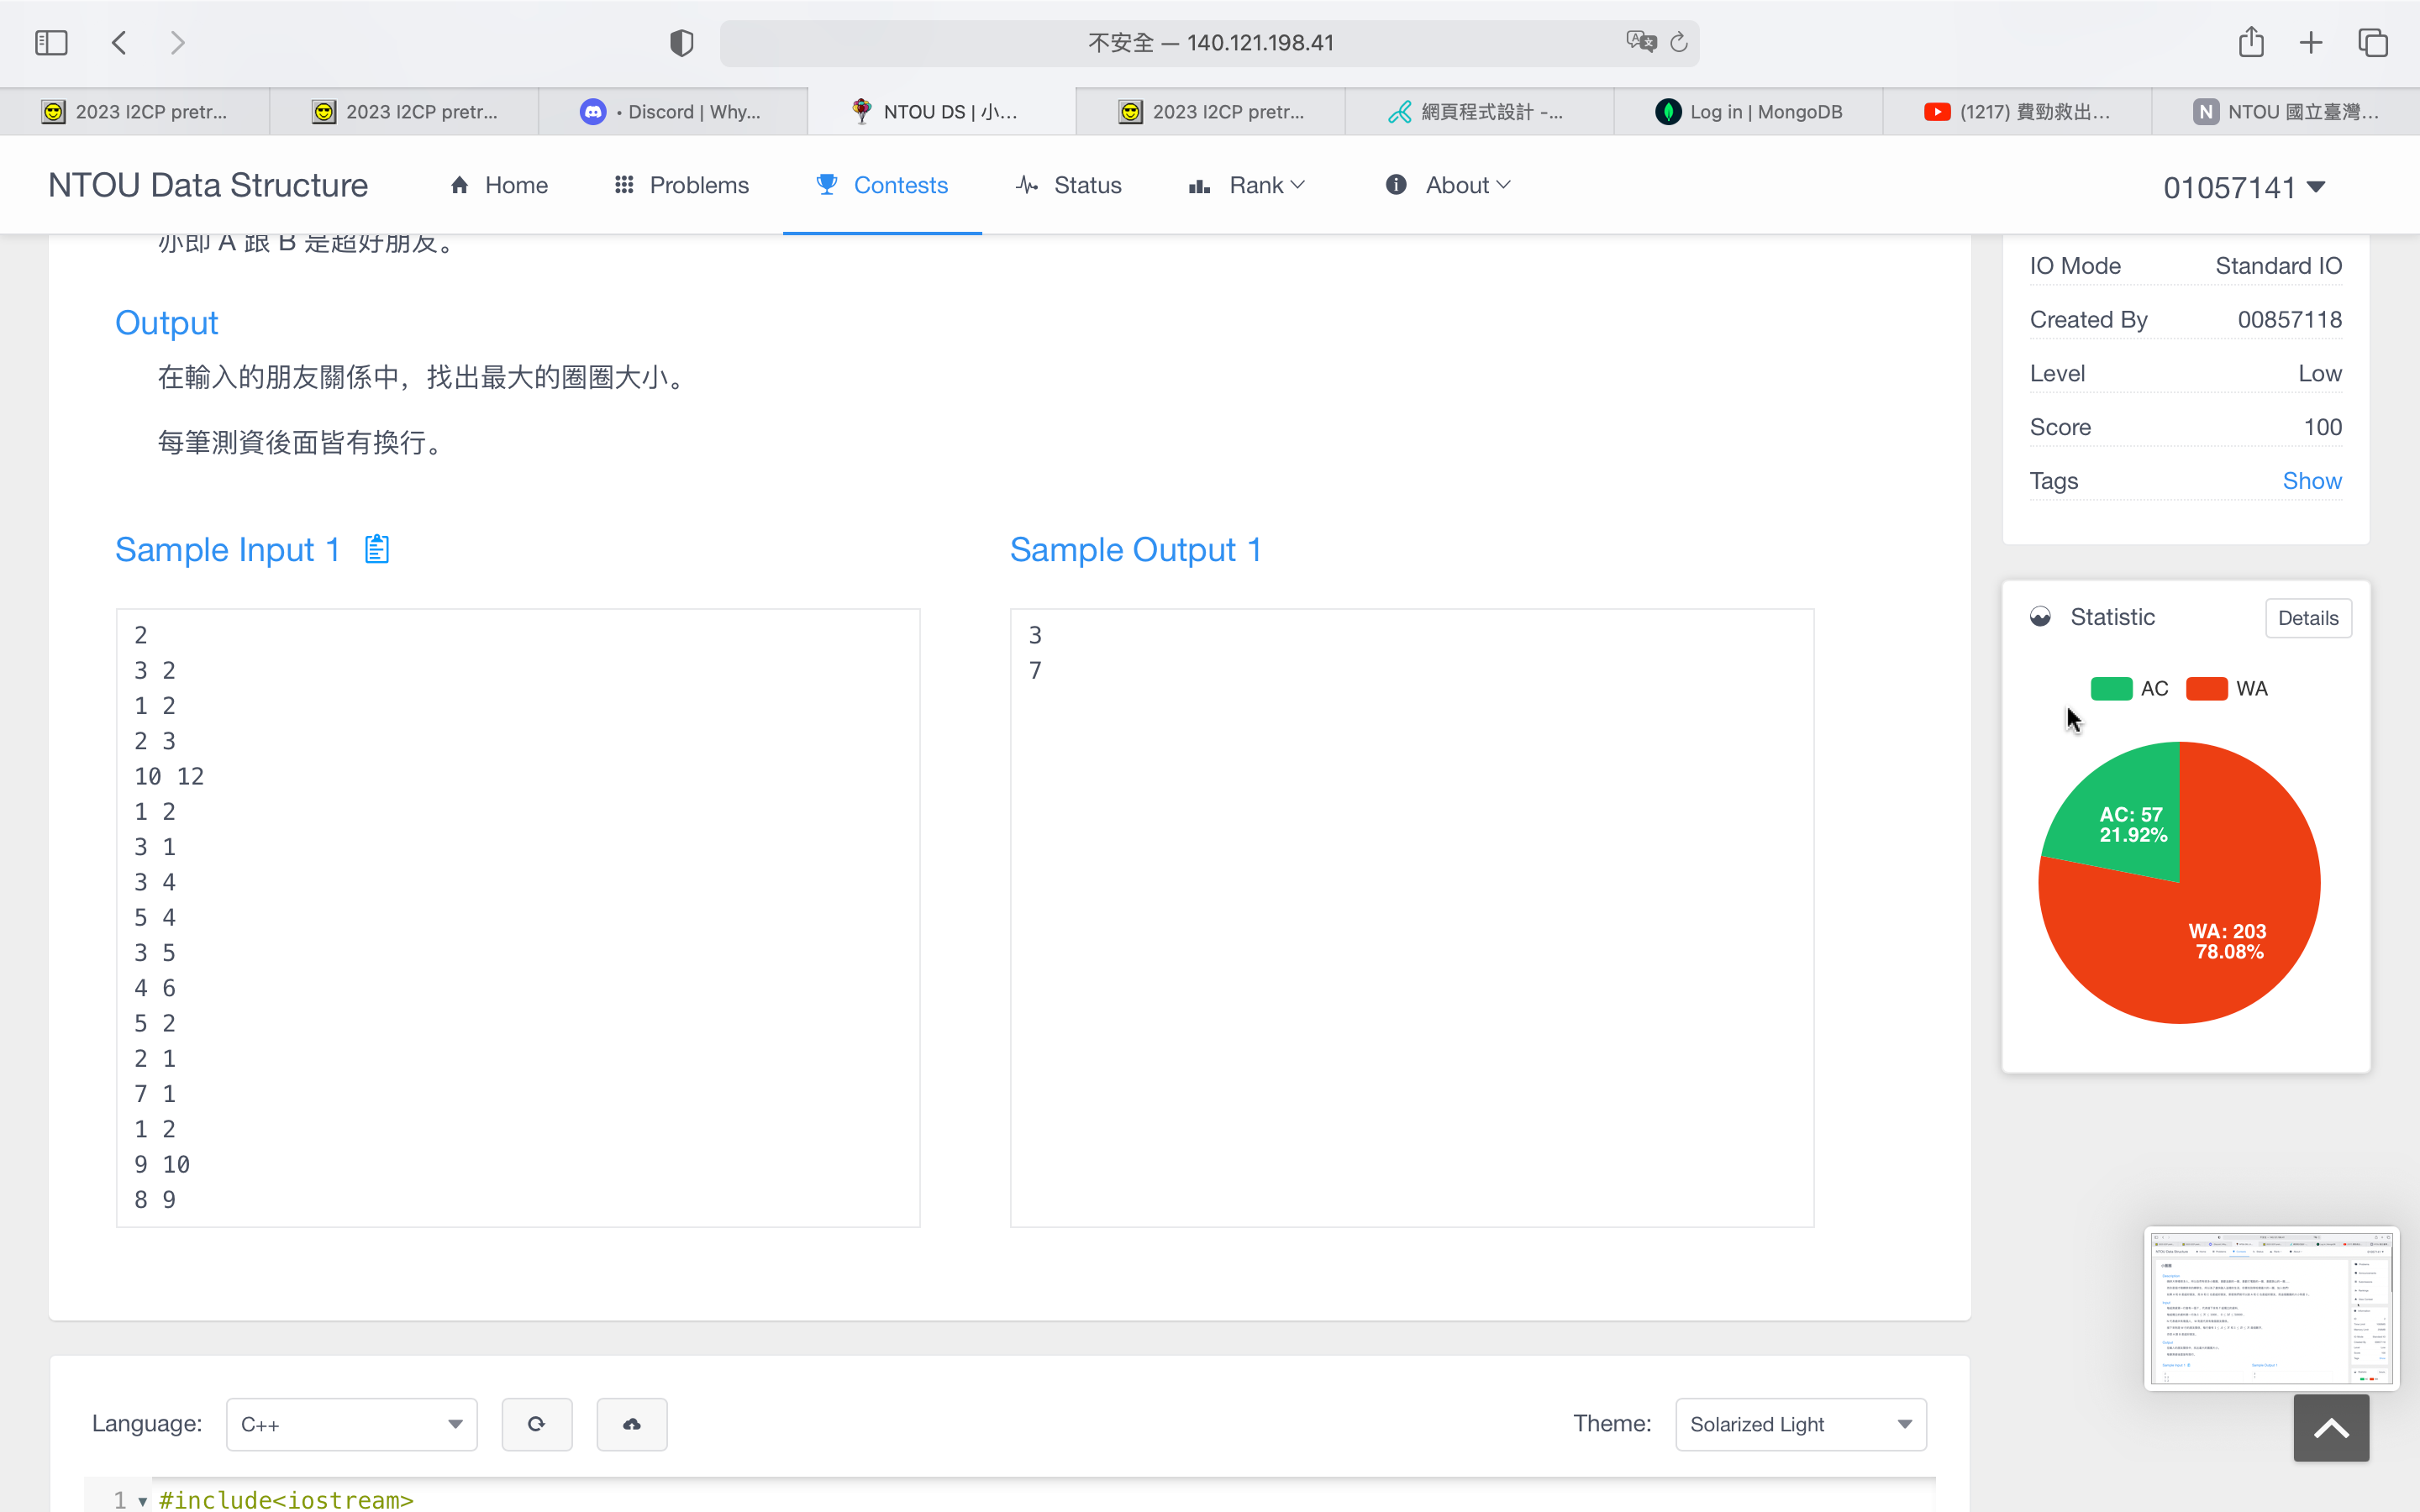 不安全 — 140.121.198.41
2023 I2CP pretr...
2023 I2CP pretr...
• Discord | Why...
NTOU DS | 小...
2023 I2CP pretr...
網頁程式設計 -...
Log in | MongoDB
(1217) 費勁救出...
N NTOU 國立臺灣...
NTOU Data Structure
Home
Problems
Contests
Status
Rank
About
01057141
亦即 A 跟 B 是超好朋友。
Output
在輸入的朋友關係中，找出最大的圈圈大小。
每筆測資後面皆有換行。
Sample Input 1
2
3 2
1 2
2 3
10 12
1 2
3 1
3 4
5 4
3 5
4 6
5 2
2 1
7 1
1 2
9 10
8 9
Sample Output 1
3
7
IO Mode Standard IO
Created By 00857118
Level Low
Score 100
Tags Show
Statistic Details
AC WA
AC: 57
21.92%
WA: 203
78.08%
Language: C++
Theme: Solarized Light
1 #include<iostream>